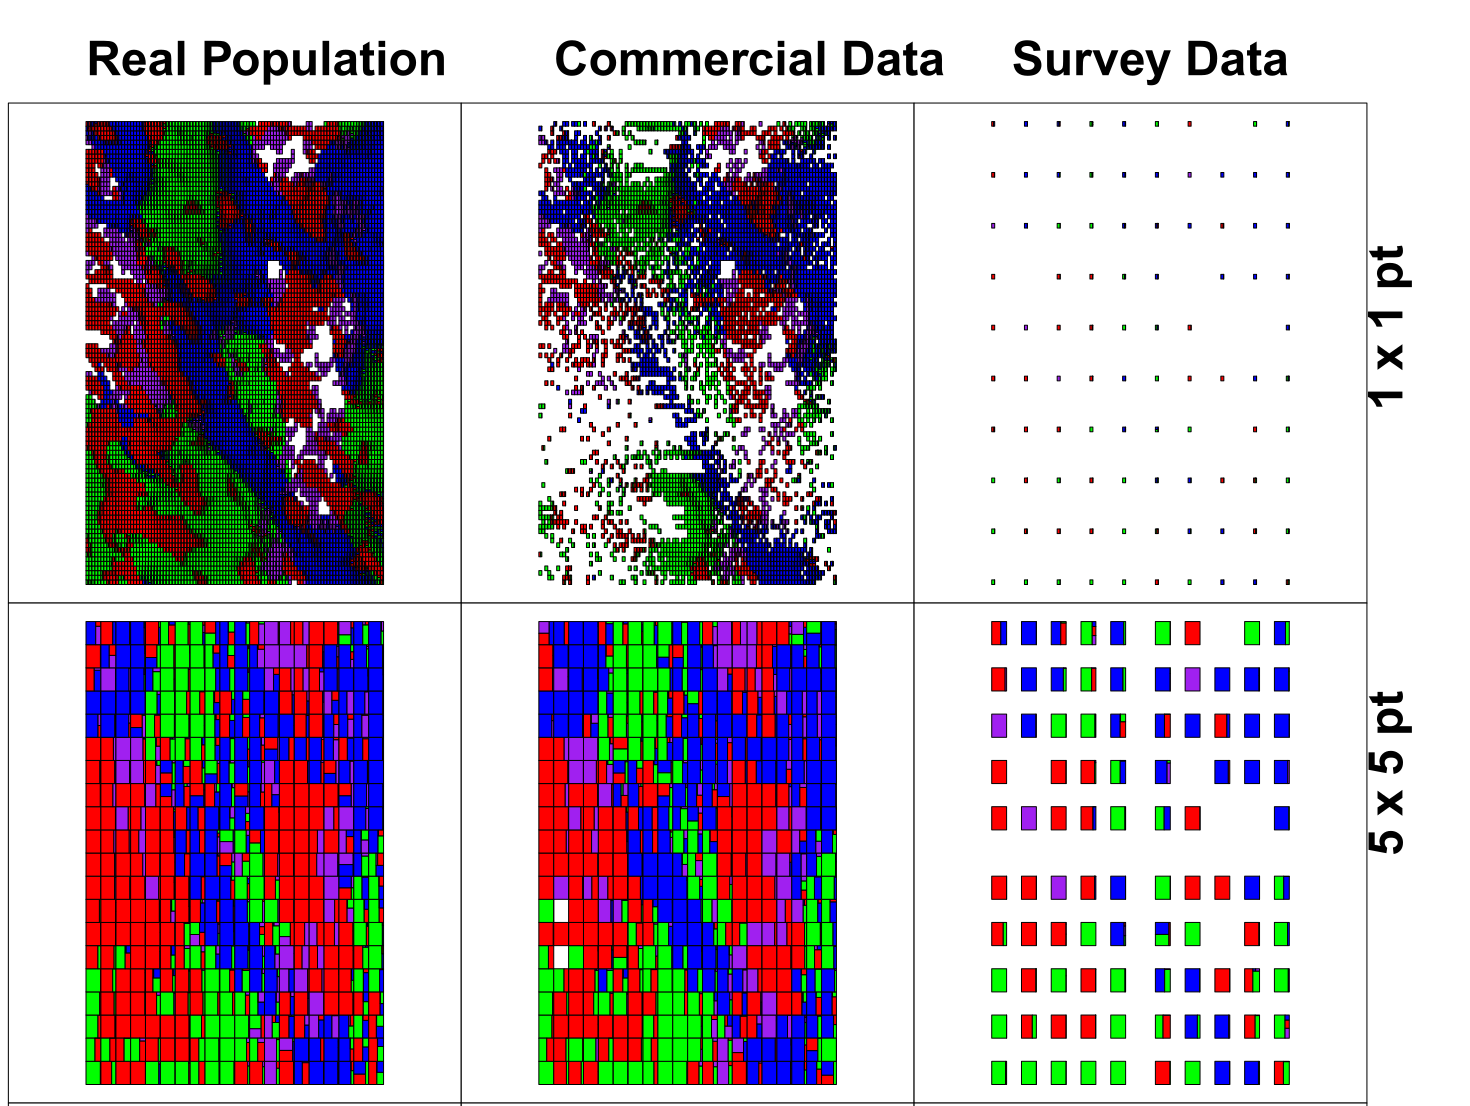 Real Population
Commercial Data
Survey Data
1 x 1 pt
5 x 5 pt